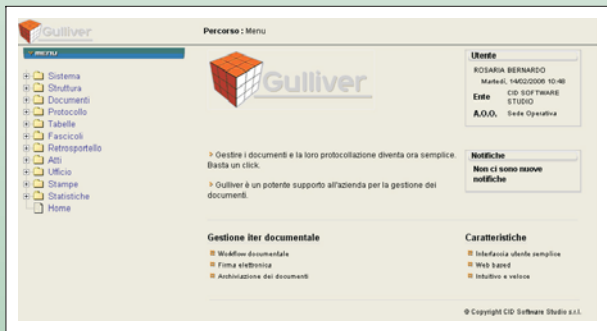 Gulliver
Percorso : Menu
MENU
Sistema
Struttura
Documenti
Protocollo
Tabelle
Fascicoli
Retrosportello
Atti
Ufficio
Stampe
Statistiche
Home
Gulliver
Gestire i documenti e la loro protocollazione diventa ora semplice.
Basta un click.
Gulliver è un potente supporto all'azienda per la gestione dei
documenti.
Utente
ROSARIA BERNARDO
Martedì, 14/02/2006 10:48
Ente CID SOFTWARE
STUDIO
A.O.O. Sede Operativa
Notifiche
Non ci sono nuove
notifiche
Gestione iter documentale
Workflow documentale
Firma elettronica
Archiviazione dei documenti
Caratteristiche
Interfaccia utente semplice
Web based
Intuitivo e veloce
© Copyright CID Software Studio s.r.l.